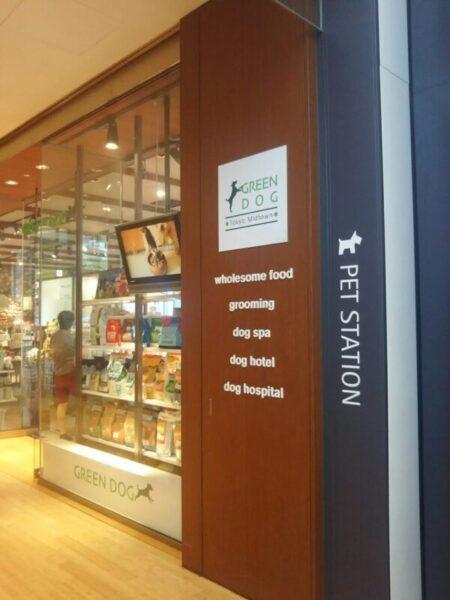 GREEN
DOG
Tokyo Midtown
wholesome food
grooming
dog spa
dog hotel
dog hospital
PET STATION
GREEN DOG